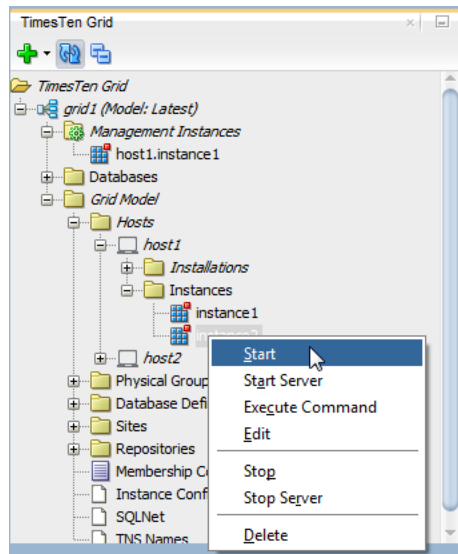 TimesTen Grid
TimesTen Grid
grid1 (Model: Latest)
Management Instances
host1.instance1
Databases
Grid Model
Hosts
host1
Installations
Instances
instance1
host2
Physical Group
Database Defi
Sites
Repositories
Membership C
Instance Conf
SQLNet
TNS Names
Start
Start Server
Execute Command
Edit
Stop
Stop Server
Delete